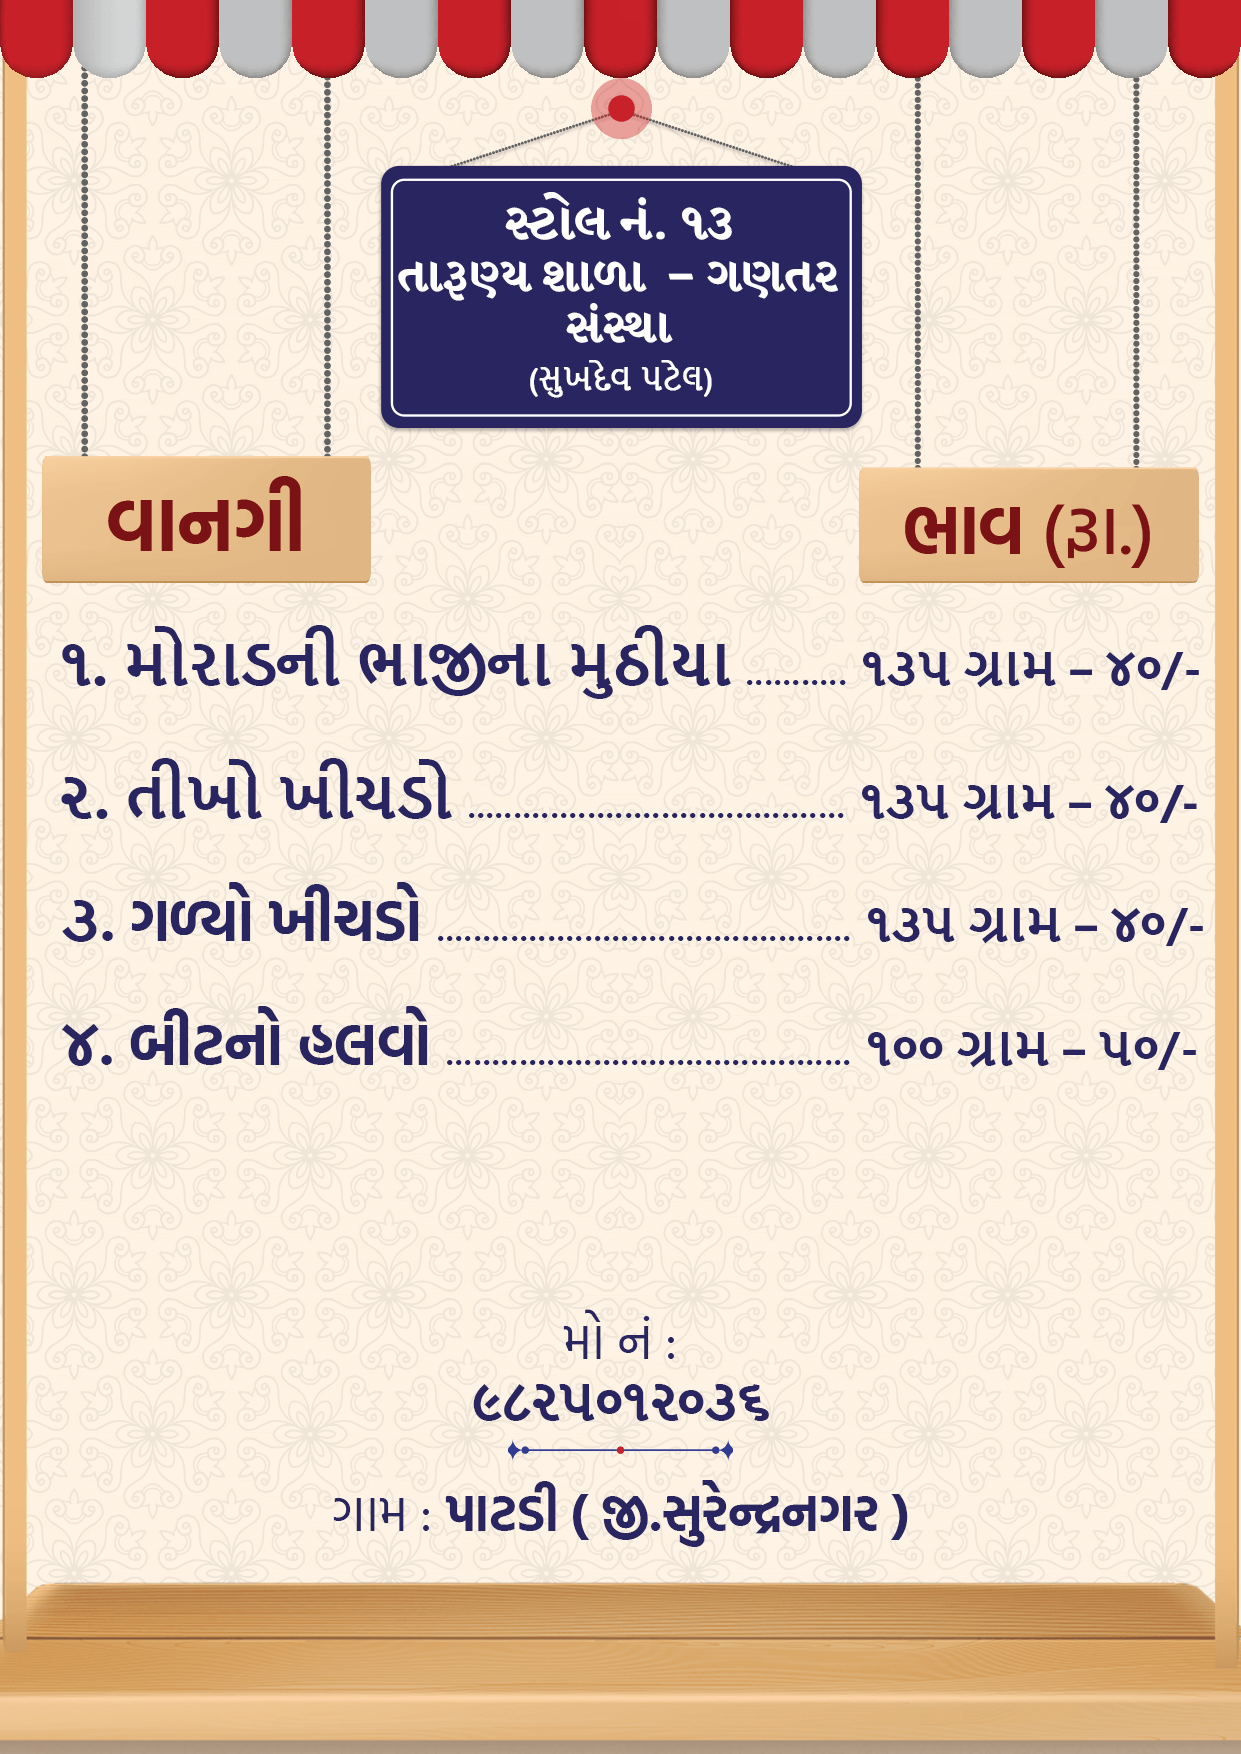 સ્ટોલ નં. ૧૩
તારૂણ્ય શાળા – ગણતર
સંસ્થા
(સુખદેવ પટેલ)
વાનગી
ભાવ (રૂા.)
૧. મોરાડની ભાજીના મુઠીયા .......... ૧૩૫ ગ્રામ – ૪૦/-
૨. તીખો ખીચડો ......................................... ૧૩૫ ગ્રામ – ૪૦/-
૩. ગળ્યો ખીચડો ............................................. ૧૩૫ ગ્રામ – ૪૦/-
૪. બીટનો હલવો ............................................ ૧૦૦ ગ્રામ – ૫૦/-
મો નં :
૯૮૨૫૦૧૨૦૩૬
ગામ : પાટડી ( જી.સુરેન્દ્રનગર )